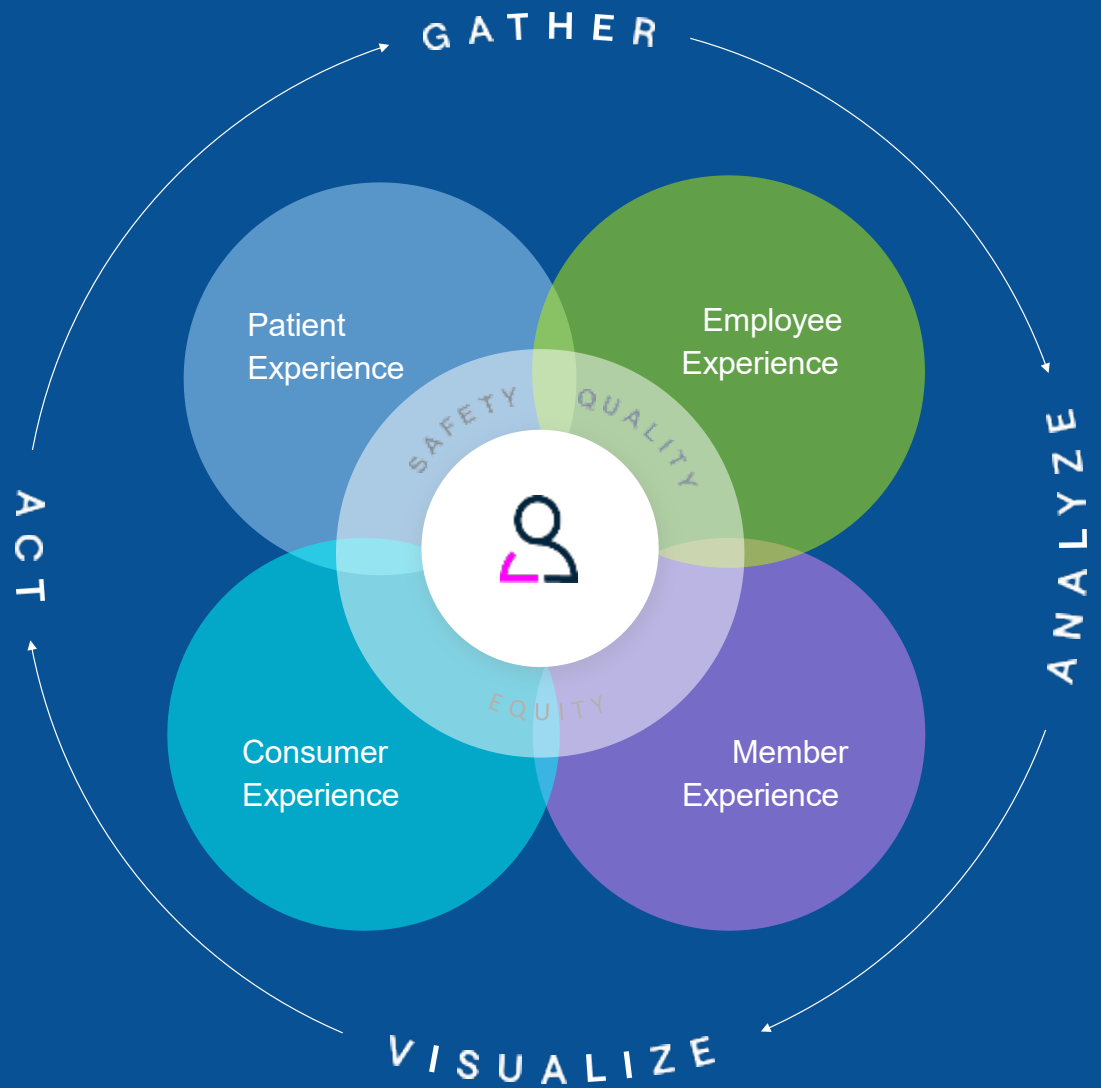 GATHER
Patient
Experience
Employee
Experience
SAFETY
QUALITY
ANALYZE
ACT
EQUITY
Consumer
Experience
Member
Experience
VISUALIZE